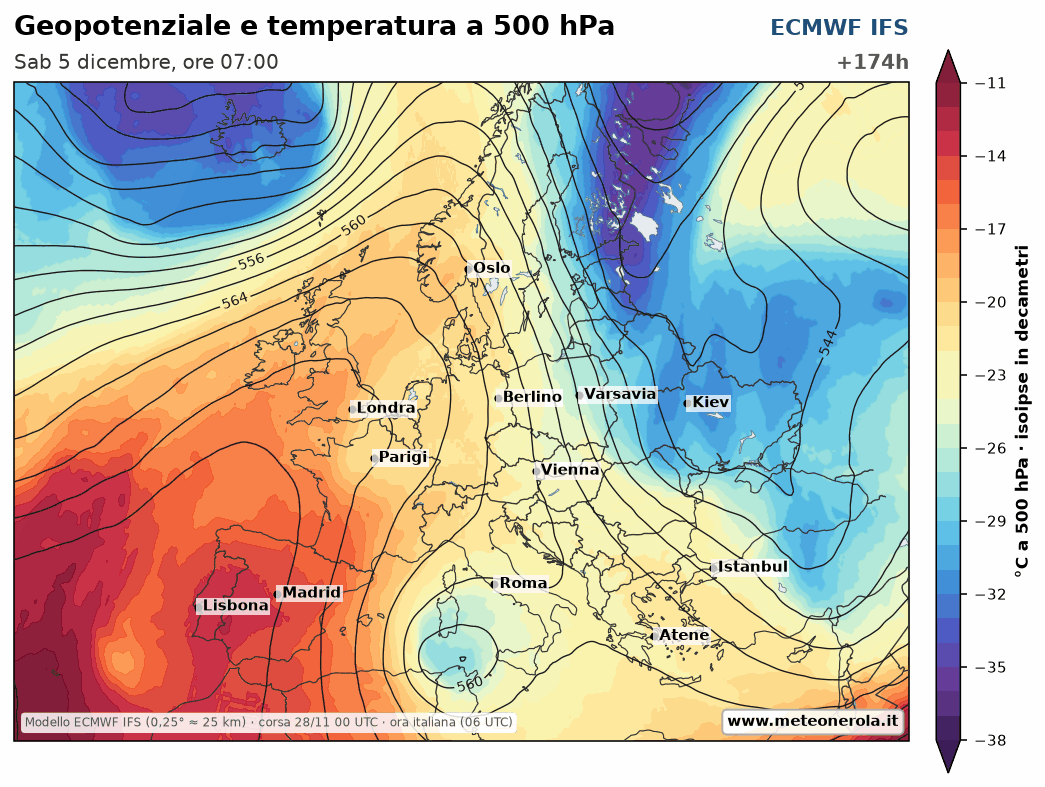 Geopotenziale e temperatura a 500 hPa
ECMWF IFS
Sab 5 dicembre, ore 07:00
+174h
560
556
564
544
560
Oslo
Londra
Berlino
Varsavia
Kiev
Parigi
Vienna
Istanbul
Roma
Madrid
Lisbona
Atene
Modello ECMWF IFS (0,25° ≈ 25 km) · corsa 28/11 00 UTC · ora italiana (06 UTC)
www.meteonerola.it
−11
−14
−17
−20
−23
−26
−29
−32
−35
−38
°C a 500 hPa · isoipse in decametri